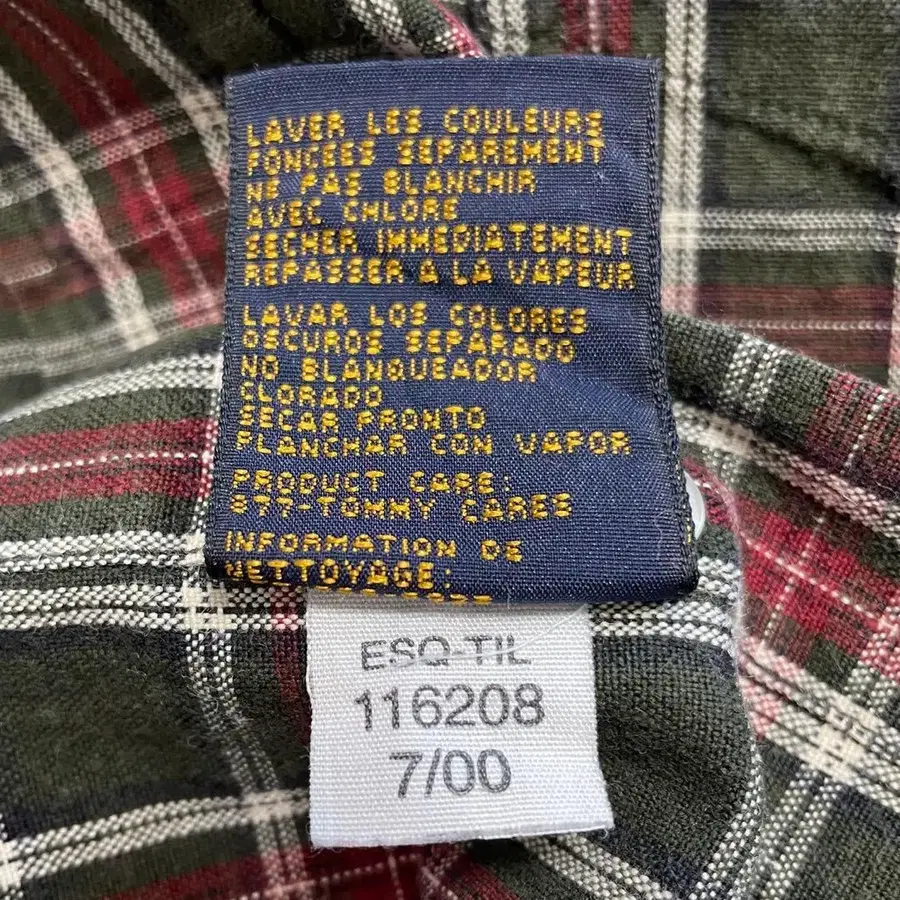 LAVER LES COULEURS
FONCEES SEPAREMENT
NE PAS BLANCHIR
AVEC CHLORE
SECHER IMMEDIATEMENT
REPASSER A LA VAPEUR
LAVAR LOS COLORES
OSCUROS SEPARADO
NO BLANQUEADOR
CLORADO
SECAR PRONTO
PLANCHAR CON VAPOR
PRODUCT CARE:
877-TOMMY CARES
INFORMATION DE
NETTOYAGE:
ESQ-TIL
116208
7/00